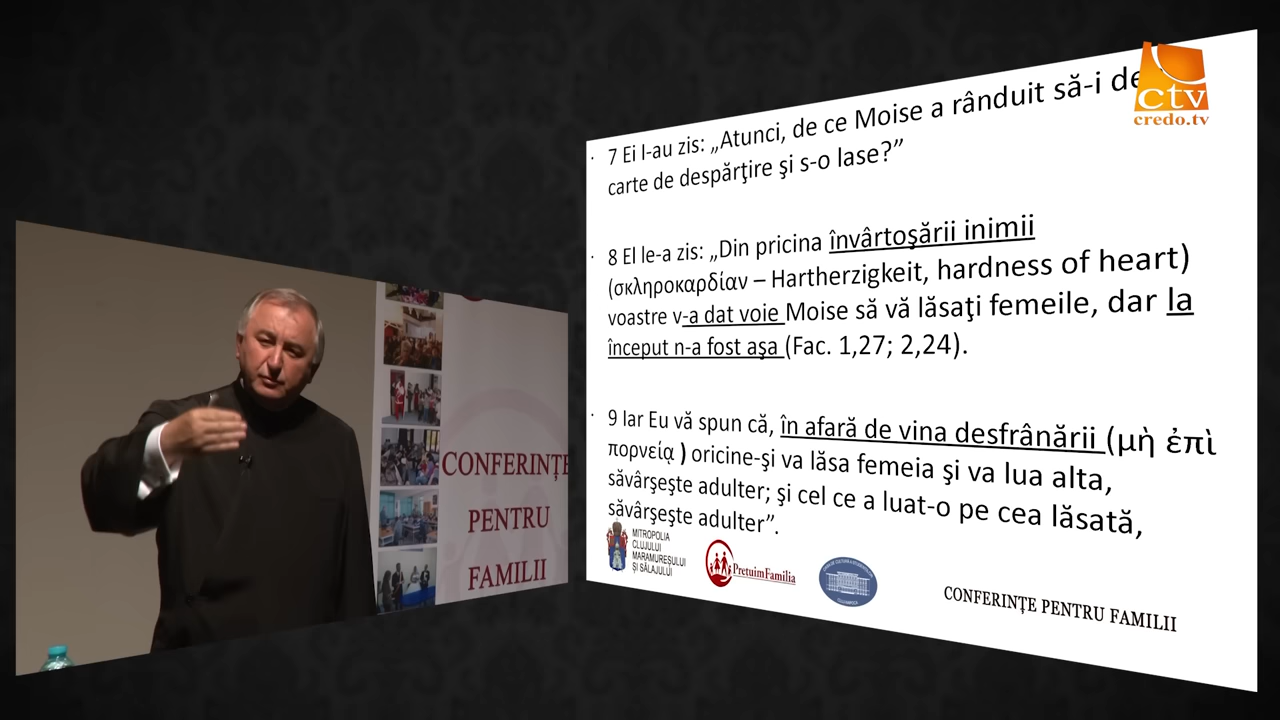 ctv
credo.tv
· 7 Ei l-au zis: „Atunci, de ce Moise a rânduit să-i de
carte de despărţire şi s-o lase?”
· 8 El le-a zis: „Din pricina învârtoşării inimii
(σκληροκαρδίαν – Hartherzigkeit, hardness of heart)
voastre v-a dat voie Moise să vă lăsaţi femeile, dar la
început n-a fost aşa (Fac. 1,27; 2,24).
· 9 Iar Eu vă spun că, în afară de vina desfrânării (μὴ ἐπὶ
πορνείᾳ ) oricine-şi va lăsa femeia şi va lua alta,
săvârşeşte adulter; şi cel ce a luat-o pe cea lăsată,
săvârşeşte adulter”.
MITROPOLIA
CLUJULUI
MARAMUREȘULUI
ȘI SĂLAJULUI
PretuimFamilia
CONFERINŢE PENTRU FAMILII
CONFERINȚE
PENTRU
FAMILII